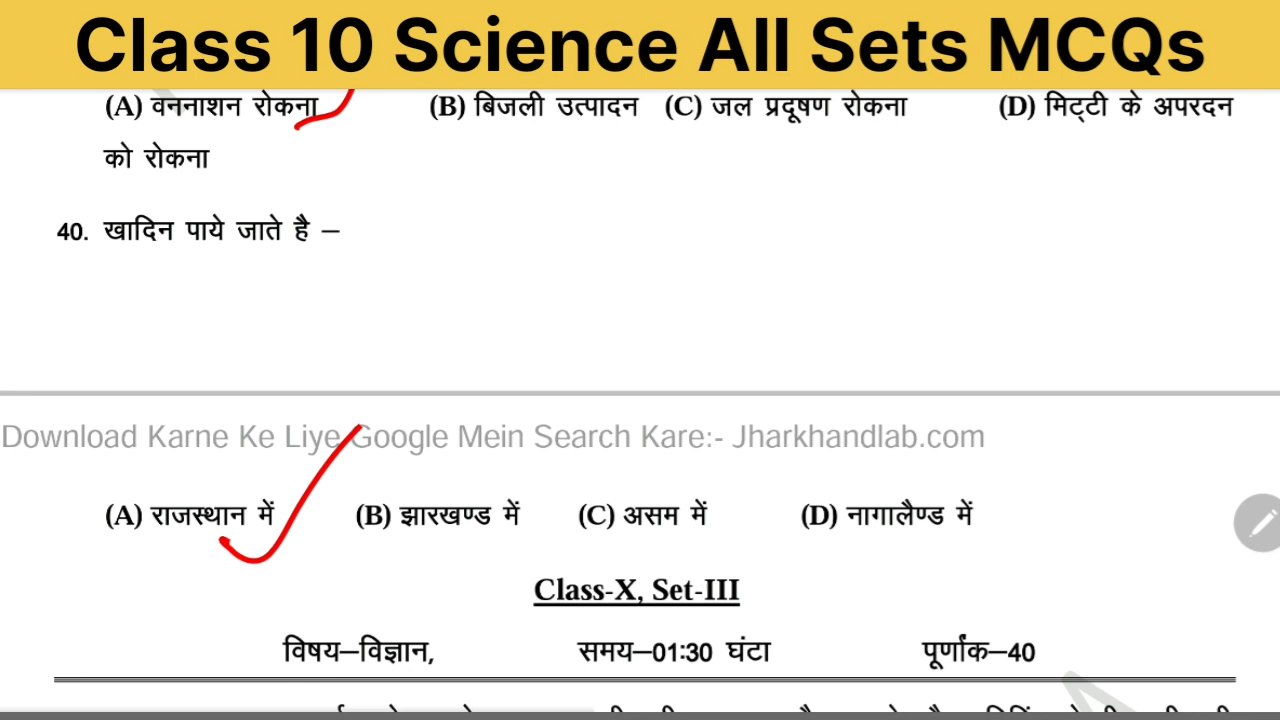 Class 10 Science All Sets MCQs
(A) वननाशन रोकना (B) बिजली उत्पादन (C) जल प्रदूषण रोकना (D) मिट्टी के अपरदन
को रोकना
40. खादिन पाये जाते है –
Download Karne Ke Liye Google Mein Search Kare:- Jharkhandlab.com
(A) राजस्थान में (B) झारखण्ड में (C) असम में (D) नागालैण्ड में
Class-X, Set-III
विषय–विज्ञान, समय–01:30 घंटा पूर्णांक–40